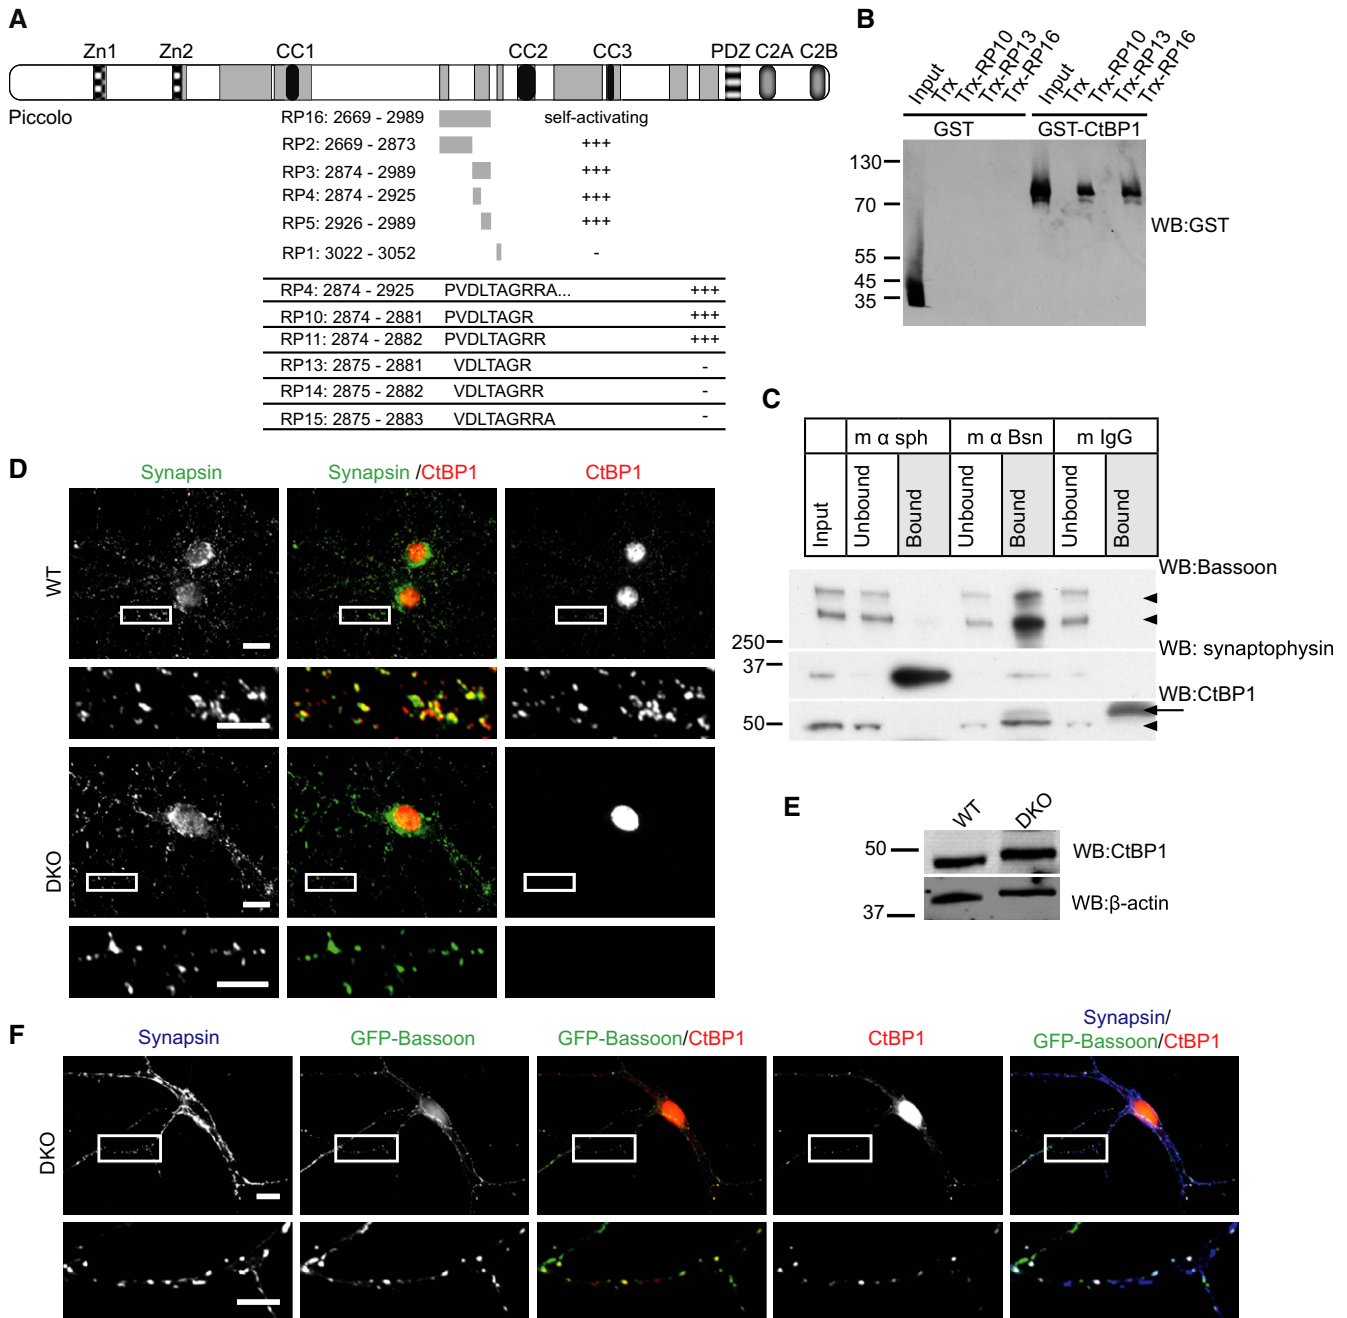 A
Zn1 Zn2 CC1 CC2 CC3 PDZ C2A C2B
Piccolo
RP16: 2669 - 2989 self-activating
RP2: 2669 - 2873 +++
RP3: 2874 - 2989 +++
RP4: 2874 - 2925 +++
RP5: 2926 - 2989 +++
RP1: 3022 - 3052 -
RP4: 2874 - 2925 PVDLTAGRRA... +++
RP10: 2874 - 2881 PVDLTAGR +++
RP11: 2874 - 2882 PVDLTAGRR +++
RP13: 2875 - 2881 VDLTAGR -
RP14: 2875 - 2882 VDLTAGRR -
RP15: 2875 - 2883 VDLTAGRRA -
B
Input Trx Trx-RP10 Trx-RP13 Trx-RP16 Input Trx Trx-RP10 Trx-RP13 Trx-RP16
GST GST-CtBP1
130
70
55
45
35
WB:GST
C
m α sph m α Bsn m IgG
Input Unbound Bound Unbound Bound Unbound Bound
WB:Bassoon
250
WB: synaptophysin
37
WB:CtBP1
50
D
Synapsin Synapsin /CtBP1 CtBP1
WT
DKO
E
WT DKO
50 WB:CtBP1
37 WB:β-actin
F
Synapsin GFP-Bassoon GFP-Bassoon/CtBP1 CtBP1 Synapsin/
GFP-Bassoon/CtBP1
DKO